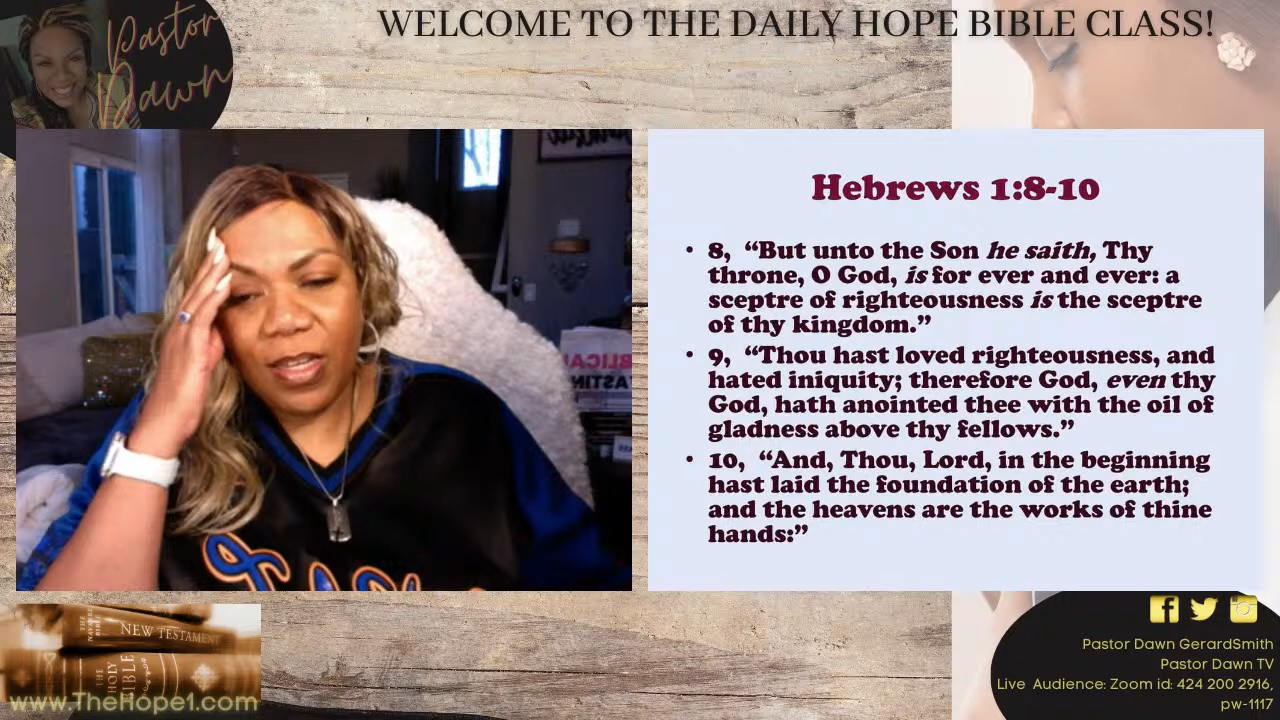 WELCOME TO THE DAILY HOPE BIBLE CLASS!
Pastor
Dawn
Hebrews 1:8-10
• 8, “But unto the Son he saith, Thy
throne, O God, is for ever and ever: a
sceptre of righteousness is the sceptre
of thy kingdom.”
• 9, “Thou hast loved righteousness, and
hated iniquity; therefore God, even thy
God, hath anointed thee with the oil of
gladness above thy fellows.”
• 10, “And, Thou, Lord, in the beginning
hast laid the foundation of the earth;
and the heavens are the works of thine
hands:”
NEW TESTAMENT
THE
HOLY
BIBLE
www.TheHope1.com
Pastor Dawn GerardSmith
Pastor Dawn TV
Live Audience: Zoom id: 424 200 2916,
pw-1117